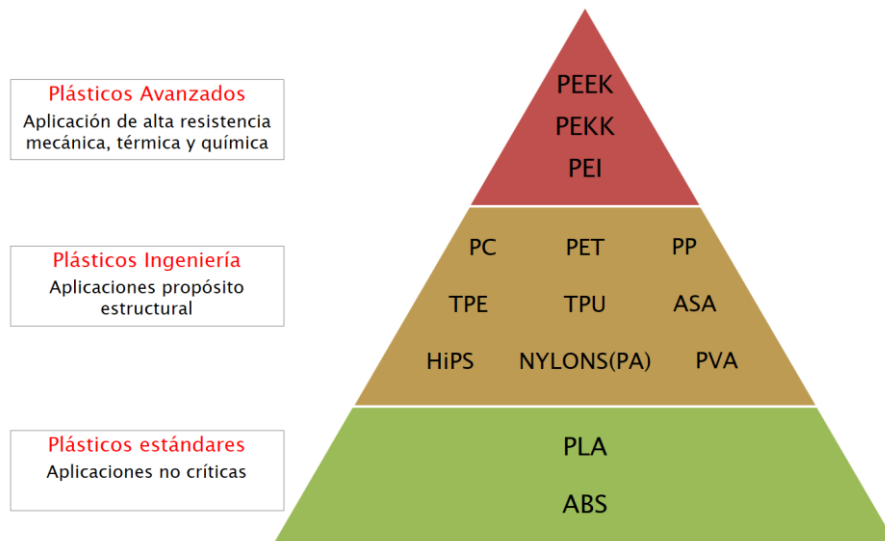 Plásticos Avanzados
Aplicación de alta resistencia
mecánica, térmica y química
PEEK
PEKK
PEI
Plásticos Ingeniería
Aplicaciones propósito
estructural
PC PET PP
TPE TPU ASA
HiPS NYLONS(PA) PVA
Plásticos estándares
Aplicaciones no críticas
PLA
ABS